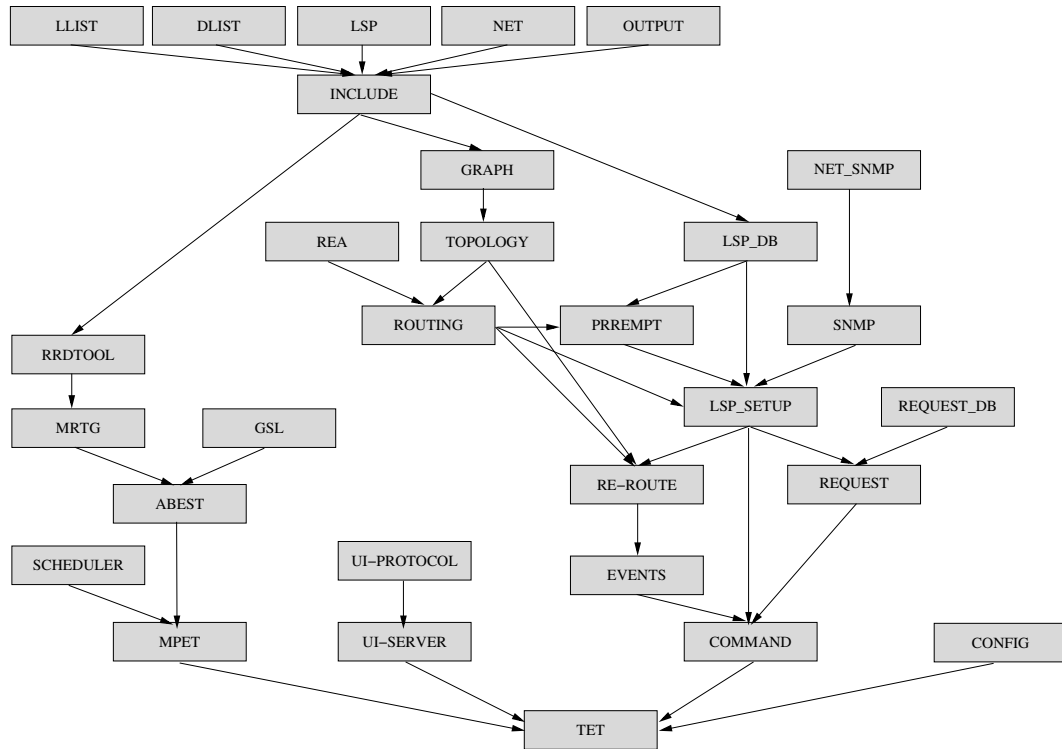 LLIST
DLIST
LSP
NET
OUTPUT
INCLUDE
GRAPH
NET_SNMP
REA
TOPOLOGY
LSP_DB
ROUTING
PRREMPT
SNMP
RRDTOOL
LSP_SETUP
REQUEST_DB
MRTG
GSL
RE-ROUTE
REQUEST
ABEST
SCHEDULER
UI-PROTOCOL
EVENTS
MPET
UI-SERVER
COMMAND
CONFIG
TET